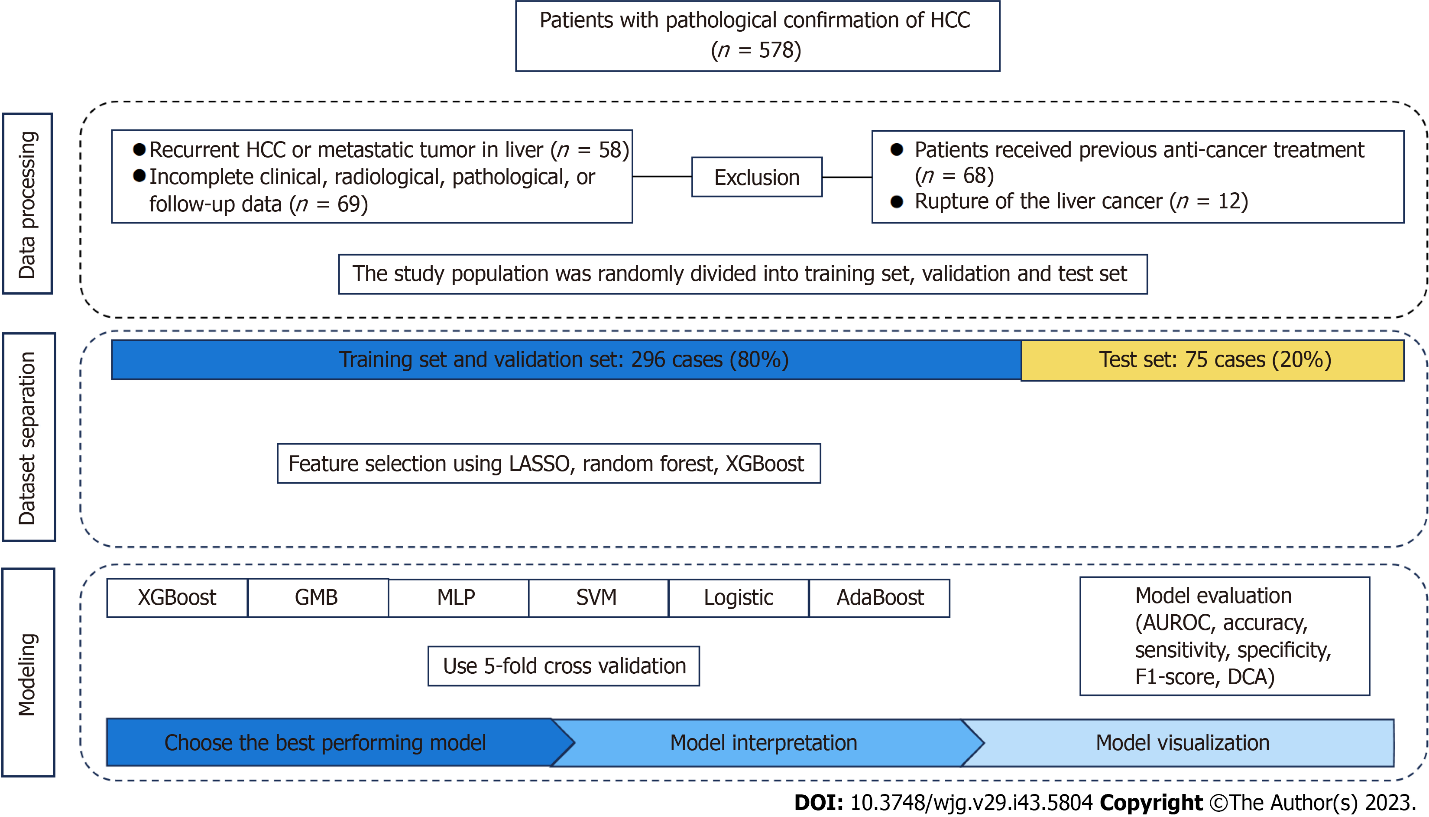 Patients with pathological confirmation of HCC
(n = 578)
Data processing
● Recurrent HCC or metastatic tumor in liver (n = 58)
● Incomplete clinical, radiological, pathological, or
follow-up data (n = 69)
Exclusion
● Patients received previous anti-cancer treatment
(n = 68)
● Rupture of the liver cancer (n = 12)
The study population was randomly divided into training set, validation and test set
Dataset separation
Training set and validation set: 296 cases (80%)
Test set: 75 cases (20%)
Feature selection using LASSO, random forest, XGBoost
Modeling
XGBoost
GMB
MLP
SVM
Logistic
AdaBoost
Use 5-fold cross validation
Model evaluation
(AUROC, accuracy,
sensitivity, specificity,
F1-score, DCA)
Choose the best performing model
Model interpretation
Model visualization
DOI: 10.3748/wjg.v29.i43.5804 Copyright ©The Author(s) 2023.